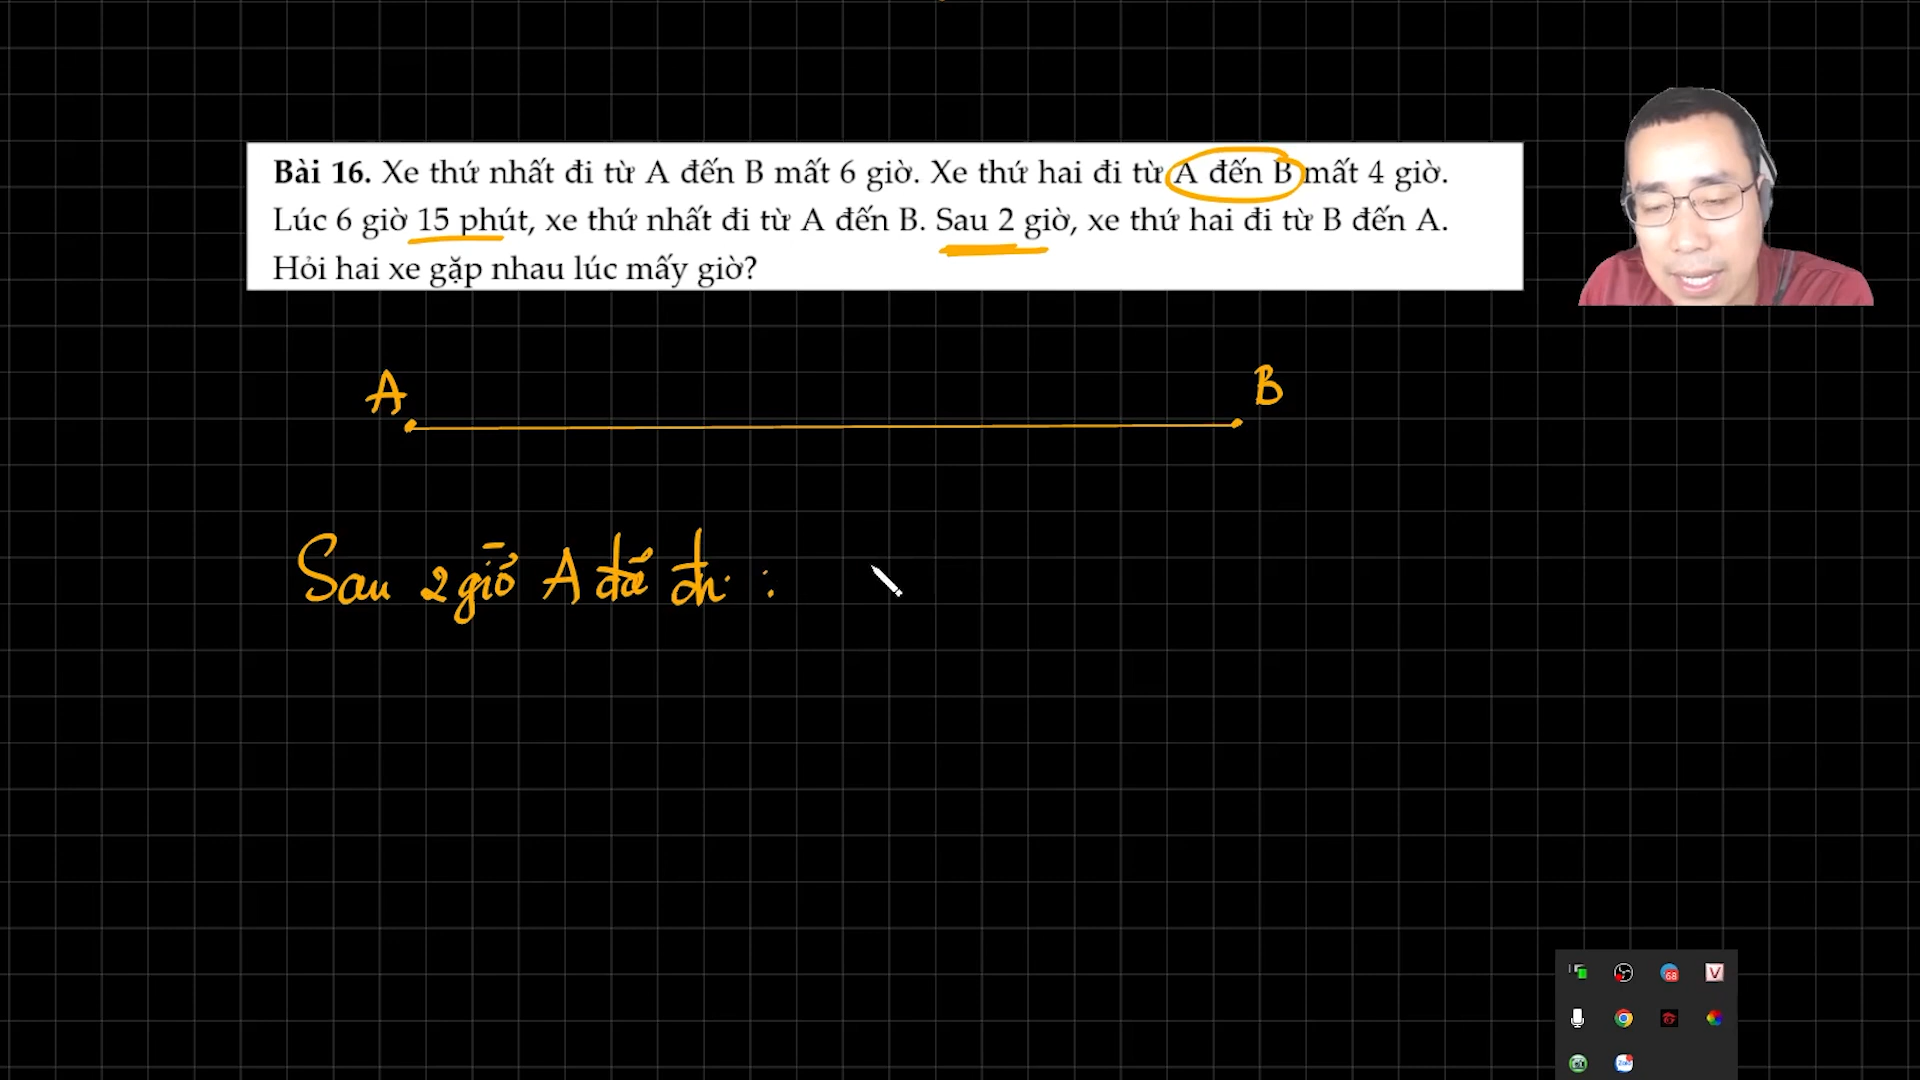 Bài 16. Xe thứ nhất đi từ A đến B mất 6 giờ. Xe thứ hai đi từ A đến B mất 4 giờ.
Lúc 6 giờ 15 phút, xe thứ nhất đi từ A đến B. Sau 2 giờ, xe thứ hai đi từ B đến A.
Hỏi hai xe gặp nhau lúc mấy giờ?
A
B
Sau 2 giờ A đã đi :
68
V
Zalo